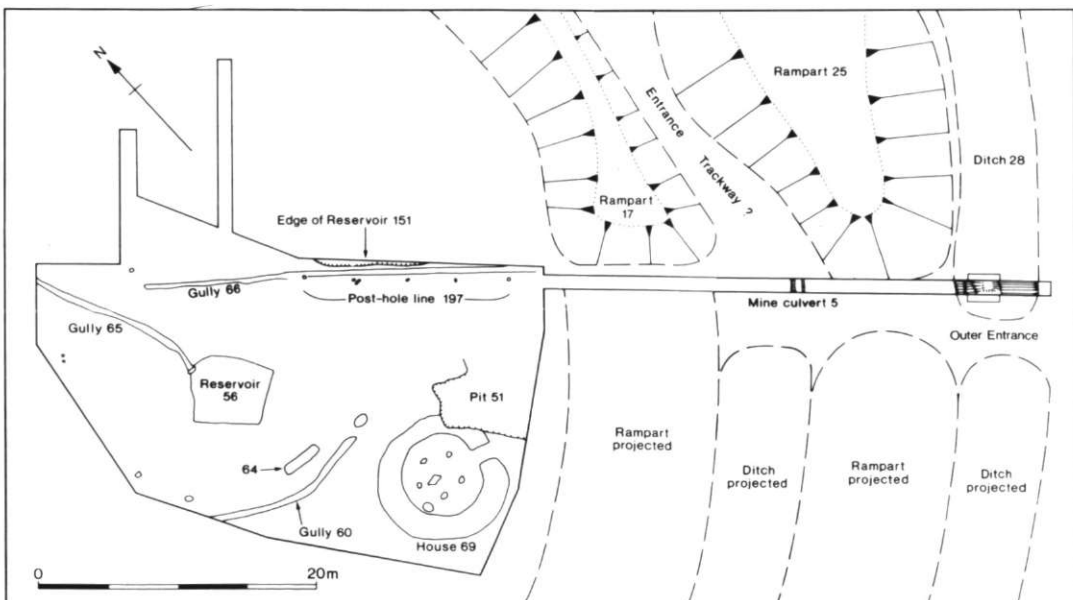 N
Rampart 25
Entrance
Trackway ?
Ditch 28
Rampart
17
Edge of Reservoir 151
Gully 66
Post-hole line 197
Mine culvert 5
Gully 65
Outer Entrance
Reservoir
56
Pit 51
Rampart
projected
Ditch
projected
Rampart
projected
Ditch
projected
64
Gully 60
House 69
0
20m